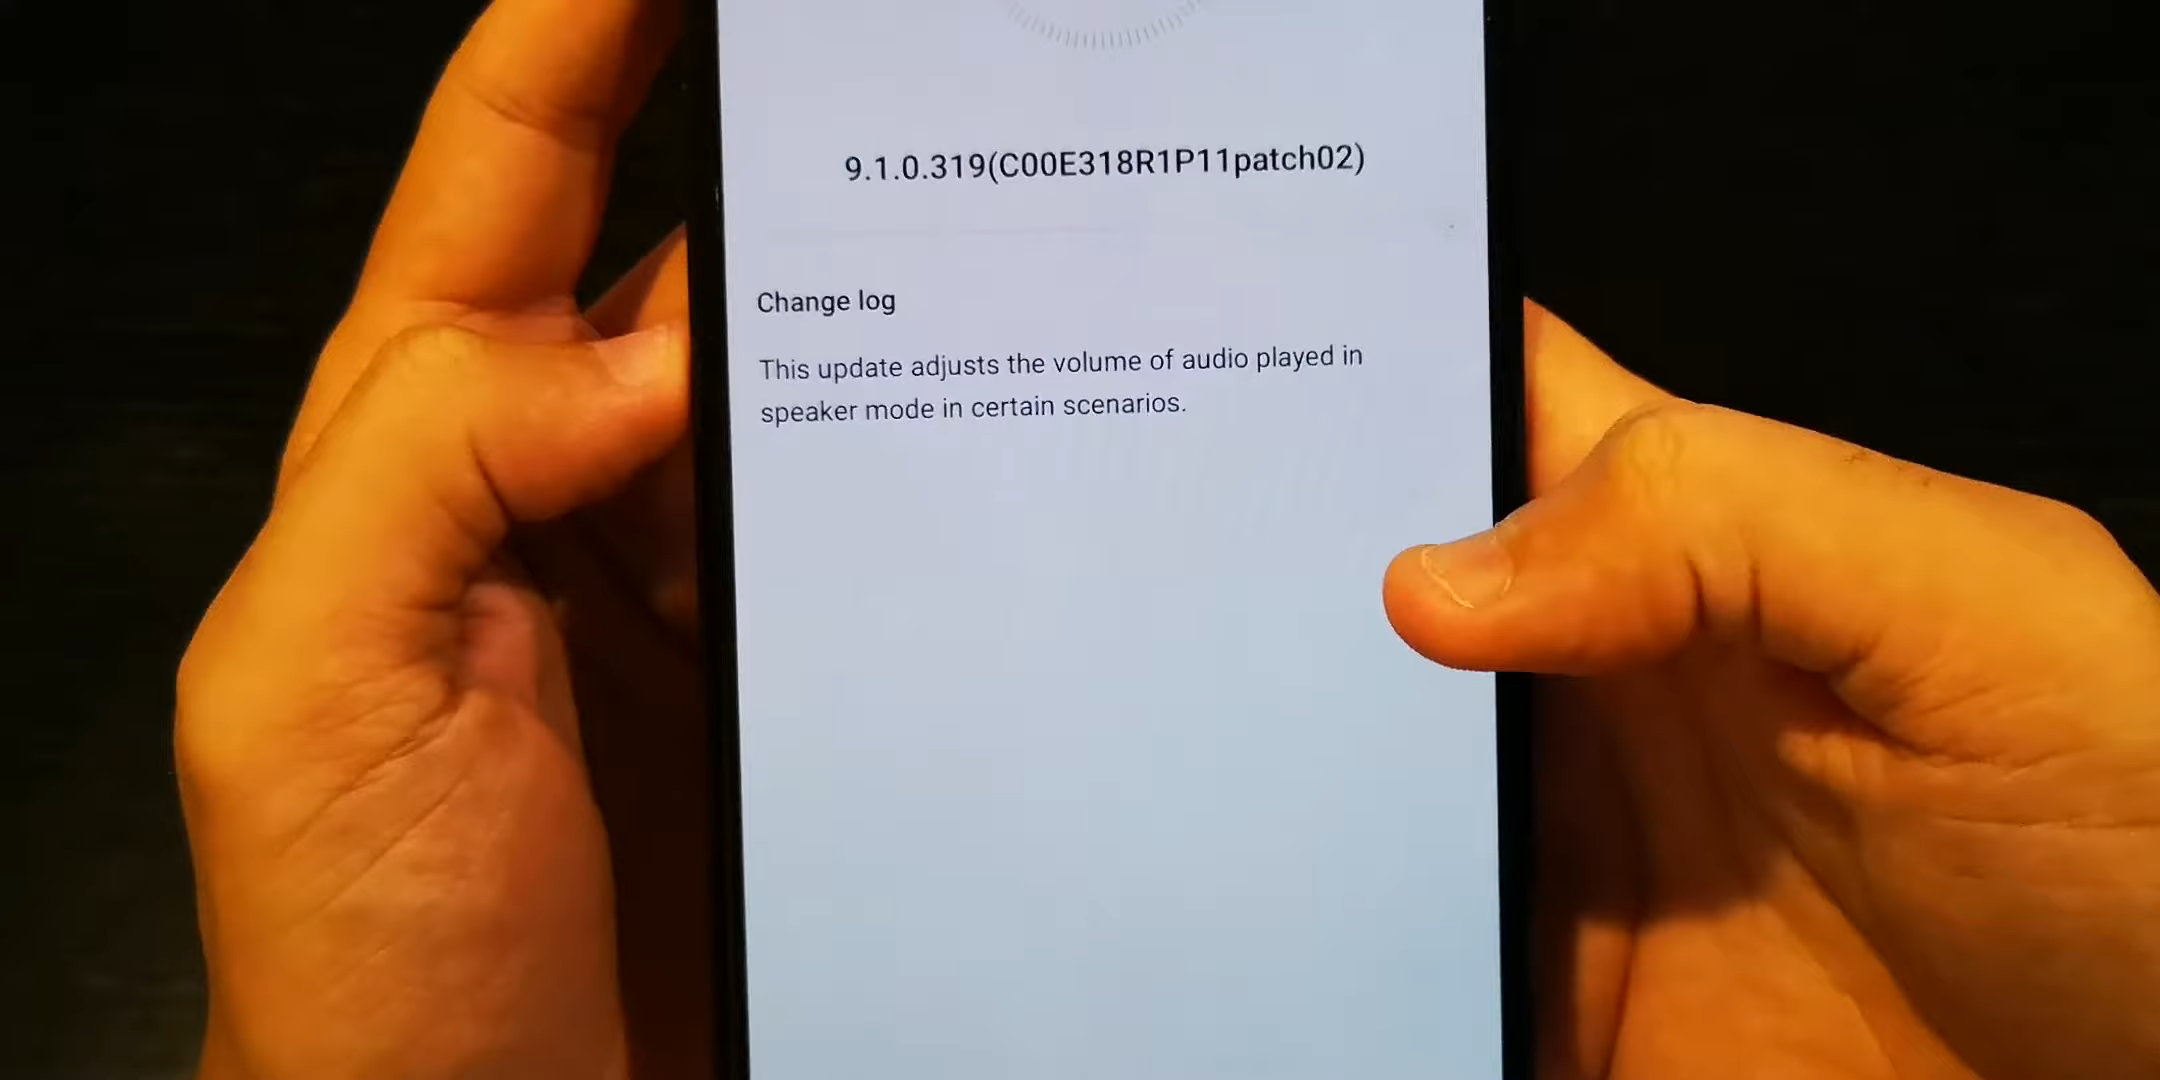 9.1.0.319(C00E318R1P11patch02)
Change log
This update adjusts the volume of audio played in
speaker mode in certain scenarios.